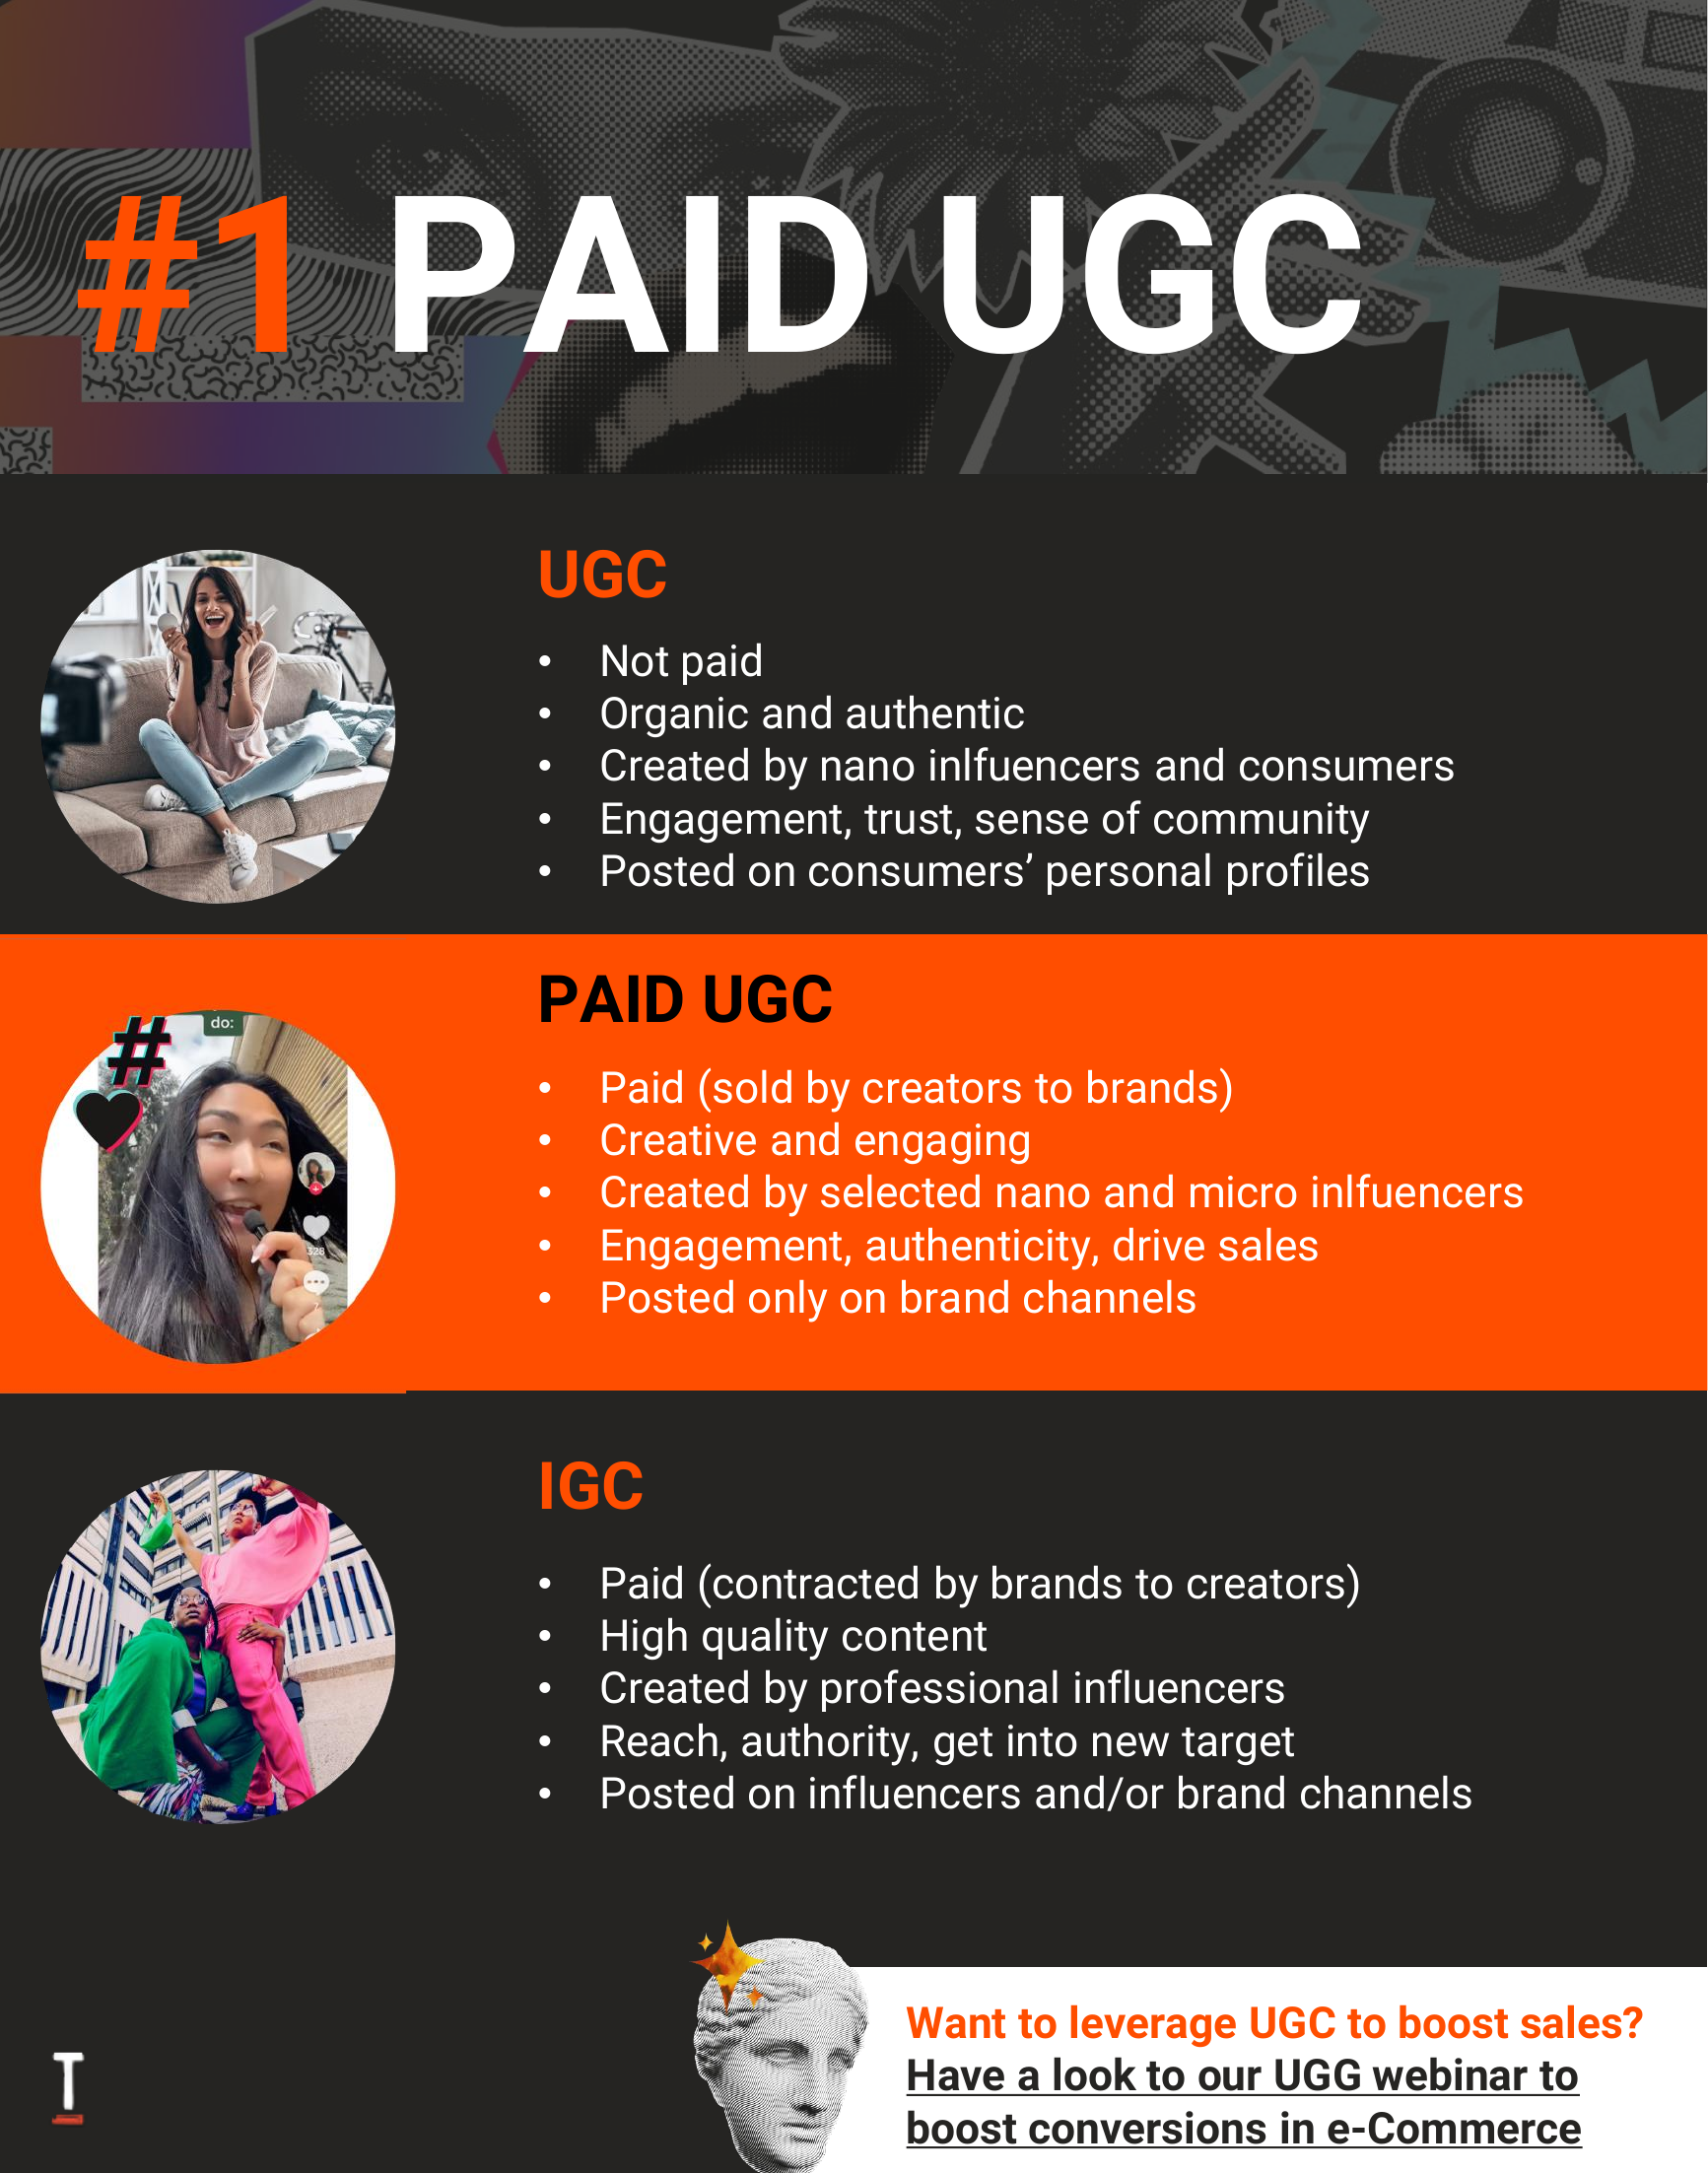 #1 PAID UGC
UGC
• Not paid
• Organic and authentic
• Created by nano inlfuencers and consumers
• Engagement, trust, sense of community
• Posted on consumers’ personal profiles
do:
#
328
PAID UGC
• Paid (sold by creators to brands)
• Creative and engaging
• Created by selected nano and micro inlfuencers
• Engagement, authenticity, drive sales
• Posted only on brand channels
IGC
• Paid (contracted by brands to creators)
• High quality content
• Created by professional influencers
• Reach, authority, get into new target
• Posted on influencers and/or brand channels
Want to leverage UGC to boost sales?
Have a look to our UGG webinar to
boost conversions in e-Commerce
T